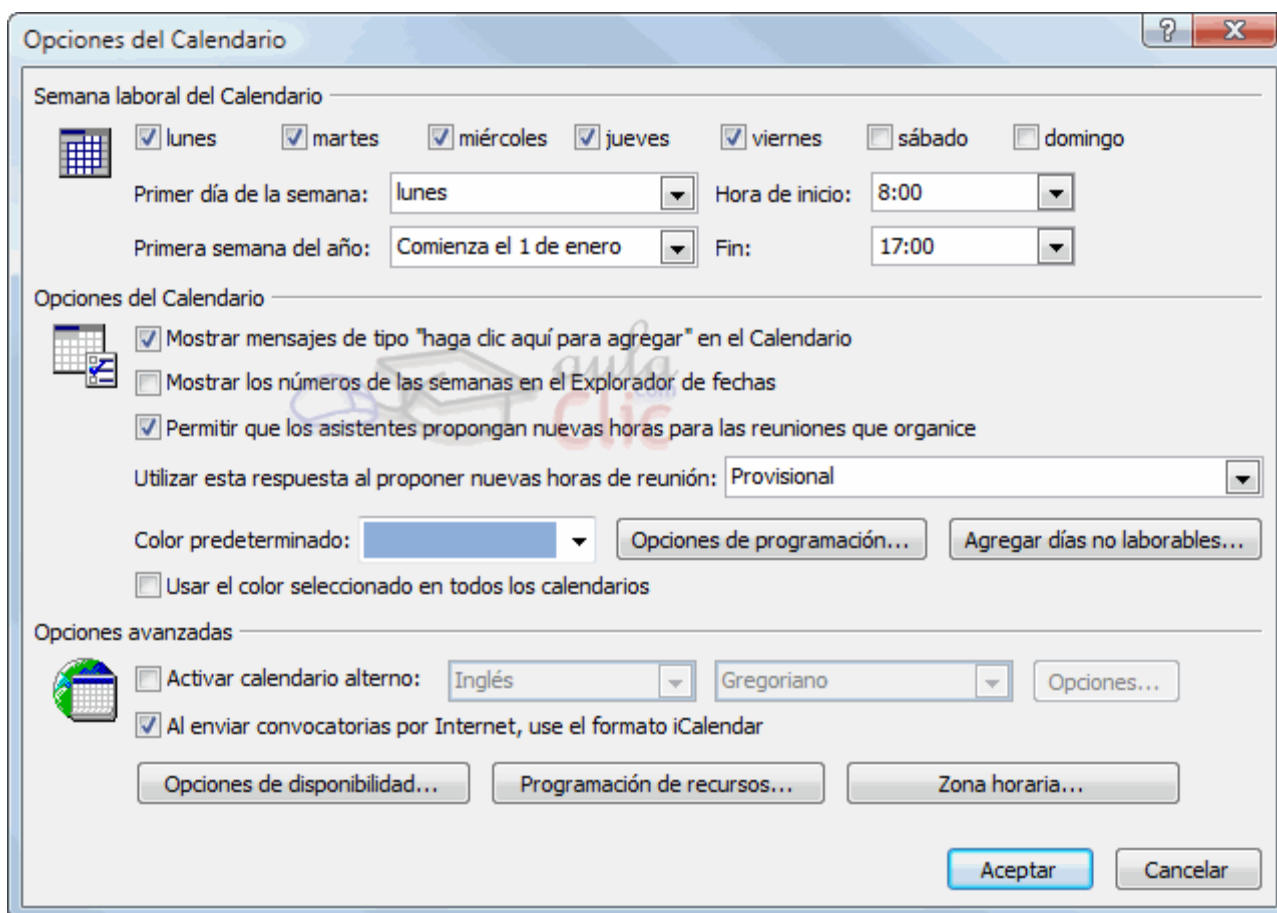 Opciones del Calendario
Semana laboral del Calendario
lunes martes miércoles jueves viernes sábado domingo
Primer día de la semana: lunes Hora de inicio: 8:00
Primera semana del año: Comienza el 1 de enero Fin: 17:00
Opciones del Calendario
Mostrar mensajes de tipo "haga clic aquí para agregar" en el Calendario
Mostrar los números de las semanas en el Explorador de fechas
Permitir que los asistentes propongan nuevas horas para las reuniones que organice
aula
.com
Clic
Utilizar esta respuesta al proponer nuevas horas de reunión: Provisional
Color predeterminado: Opciones de programación... Agregar días no laborables...
Usar el color seleccionado en todos los calendarios
Opciones avanzadas
Activar calendario alterno: Inglés Gregoriano Opciones...
Al enviar convocatorias por Internet, use el formato iCalendar
Opciones de disponibilidad... Programación de recursos... Zona horaria...
Aceptar Cancelar